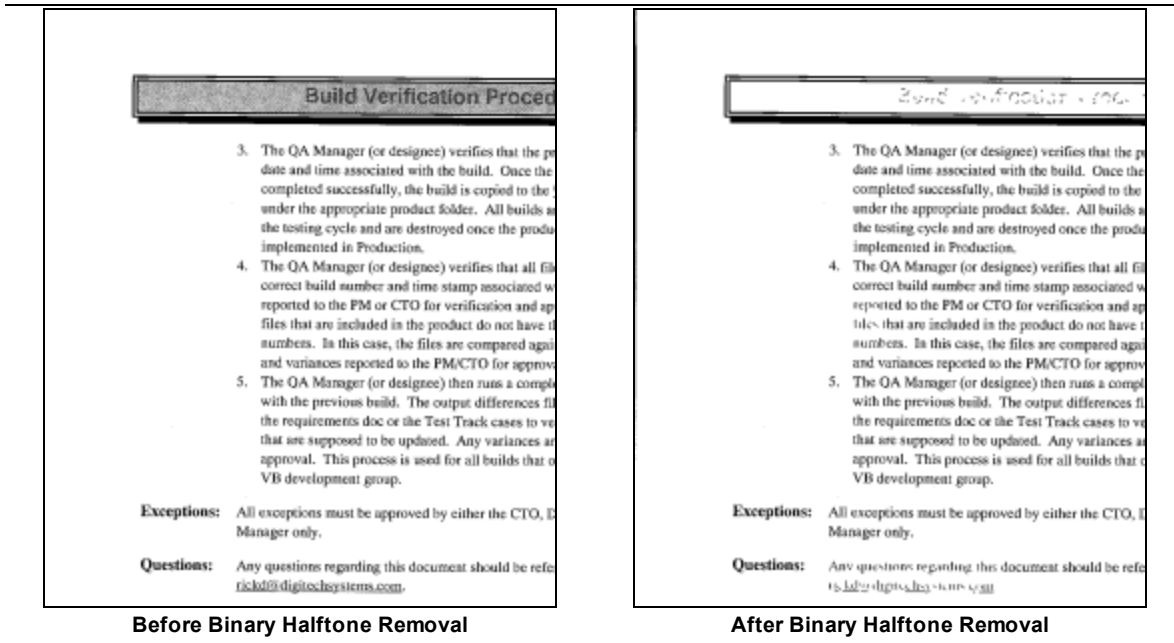 Build Verification Proced
3. The QA Manager (or designee) verifies that the pr
date and time associated with the build. Once the
completed successfully, the build is copied to the
under the appropriate product folder. All builds a
the testing cycle and are destroyed once the produ
implemented in Production.
4. The QA Manager (or designee) verifies that all fil
correct build number and time stamp associated w
reported to the PM or CTO for verification and ap
files that are included in the product do not have t
numbers. In this case, the files are compared agai
and variances reported to the PM/CTO for approv
5. The QA Manager (or designee) then runs a compl
with the previous build. The output differences fil
the requirements doc or the Test Track cases to ve
that are supposed to be updated. Any variances ar
approval. This process is used for all builds that o
VB development group.
Exceptions: All exceptions must be approved by either the CTO, D
Manager only.
Questions: Any questions regarding this document should be refe
rickd@digitechsystems.com.
Before Binary Halftone Removal
3. The QA Manager (or designee) verifies that the p
date and time associated with the build. Once the
completed successfully, the build is copied to the
under the appropriate product folder. All builds a
the testing cycle and are destroyed once the produ
implemented in Production.
4. The QA Manager (or designee) verifies that all fil
correct build number and time stamp associated w
reported to the PM or CTO for verification and ap
files that are included in the product do not have t
numbers. In this case, the files are compared agai
and variances reported to the PM/CTO for approv
5. The QA Manager (or designee) then runs a compl
with the previous build. The output differences fi
the requirements doc or the Test Track cases to ve
that are supposed to be updated. Any variances a
approval. This process is used for all builds that o
VB development group.
Exceptions: All exceptions must be approved by either the CTO, D
Manager only.
Questions: Any questions regarding this document should be refe
After Binary Halftone Removal